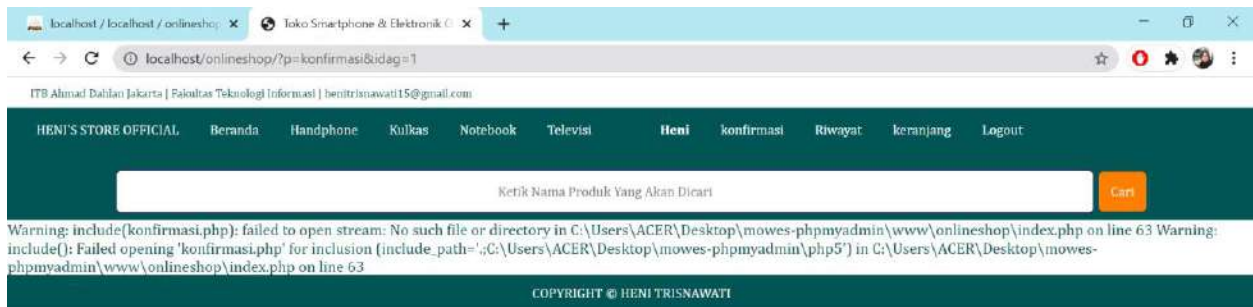 localhost / localhost / onlineshop
Toko Smartphone & Elektronik
localhost/onlineshop/?p=konfirmasi&idag=1
ITB Ahmad Dahlan Jakarta | Fakultas Teknologi Informasi | henitrisnawati15@gmail.com
HENI'S STORE OFFICIAL Beranda Handphone Kulkas Notebook Televisi Heni konfirmasi Riwayat keranjang Logout
Ketik Nama Produk Yang Akan Dicari Cari
Warning: include(konfirmasi.php): failed to open stream: No such file or directory in C:\Users\ACER\Desktop\mowes-phpmyadmin\www\onlineshop\index.php on line 63 Warning:
include(): Failed opening 'konfirmasi.php' for inclusion (include_path='.;C:\Users\ACER\Desktop\mowes-phpmyadmin\php5') in C:\Users\ACER\Desktop\mowes-
phpmyadmin\www\onlineshop\index.php on line 63
COPYRIGHT © HENI TRISNAWATI